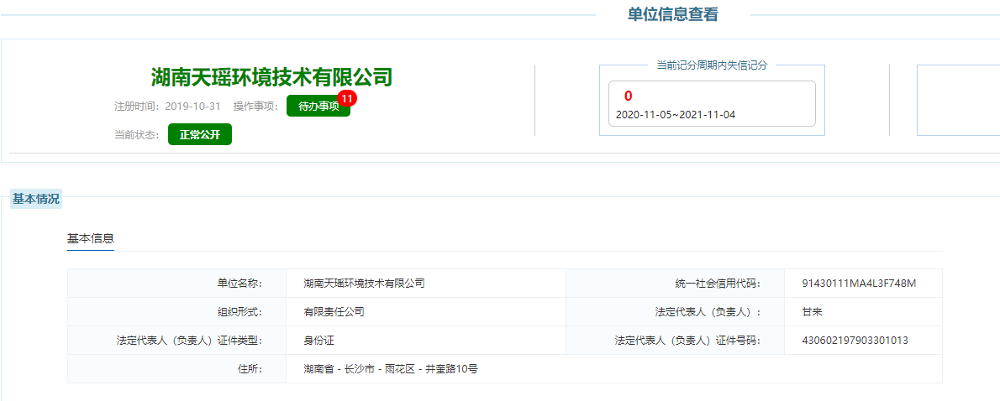 单位信息查看
湖南天瑶环境技术有限公司
注册时间：2019-10-31 操作事项：待办事项 11
当前状态：正常公开
当前记分周期内失信记分
0
2020-11-05~2021-11-04
基本情况
基本信息
单位名称： 湖南天瑶环境技术有限公司 统一社会信用代码： 91430111MA4L3F748M
组织形式： 有限责任公司 法定代表人（负责人）： 甘来
法定代表人（负责人）证件类型： 身份证 法定代表人（负责人）证件号码： 430602197903301013
住所： 湖南省 - 长沙市 - 雨花区 - 井奎路10号